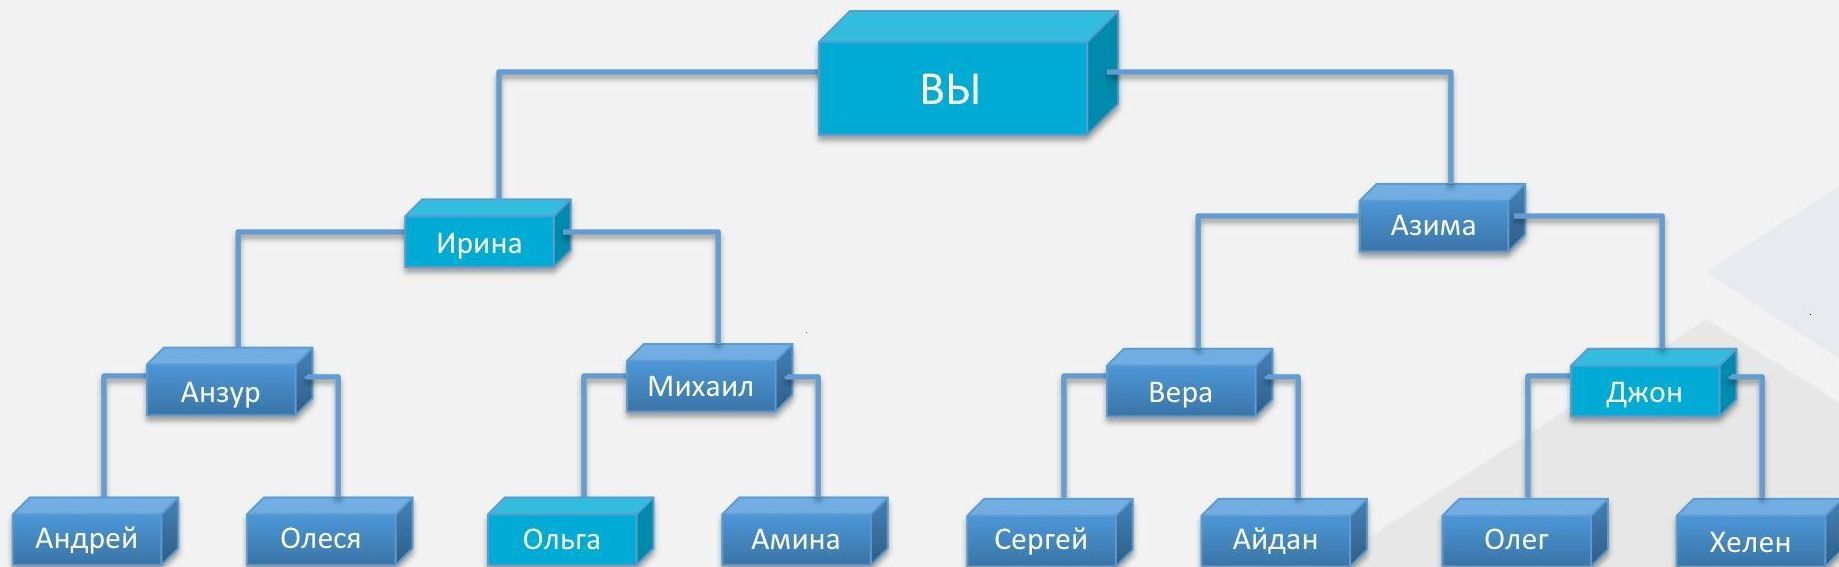 ВЫ
Ирина
Азима
Анзур
Михаил
Вера
Джон
Андрей
Олеся
Ольга
Амина
Сергей
Айдан
Олег
Хелен